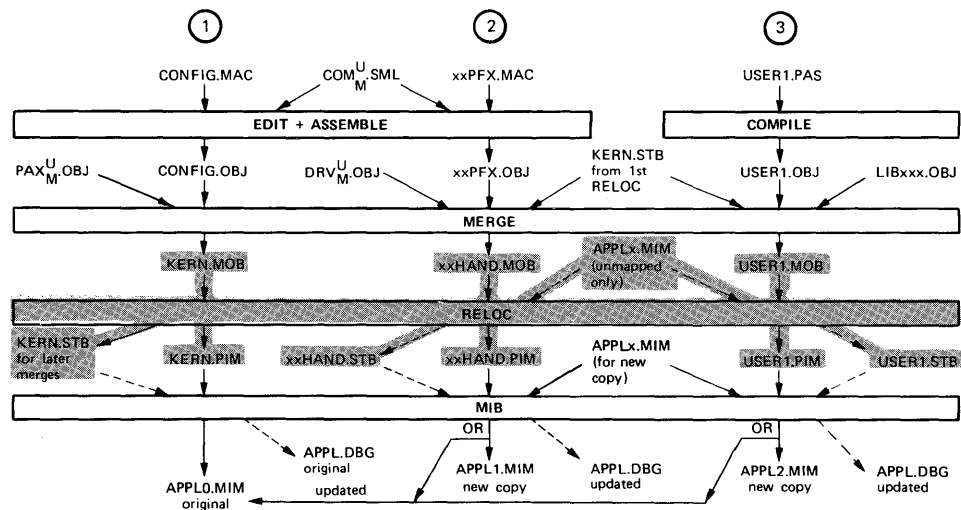 1 2 3
CONFIG.MAC COM U M .SML xxPFX.MAC USER1.PAS
EDIT + ASSEMBLE COMPILE
PAX U M .OBJ CONFIG.OBJ DRV U M .OBJ xxPFX.OBJ KERN.STB from 1st RELOC USER1.OBJ LIBxxx.OBJ
MERGE
KERN.MOB xxHAND.MOB APPLx.MIM (unmapped only) USER1.MOB
RELOC
KERN.STB for later merges KERN.PIM xxHAND.STB xxHAND.PIM APPLx.MIM (for new copy) USER1.PIM USER1.STB
MIB
OR OR
APPL.DBG original updated
APPL0.MIM original
APPL1.MIM new copy
APPL.DBG updated
APPL2.MIM new copy
APPL.DBG updated